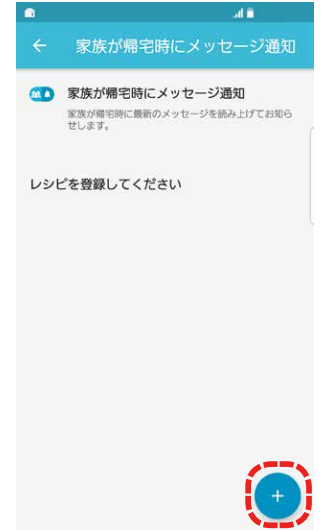 家族が帰宅時にメッセージ通知
家族が帰宅時にメッセージ通知
家族が帰宅時に最新のメッセージを読み上げてお知ら
せします。
レシピを登録してください
+